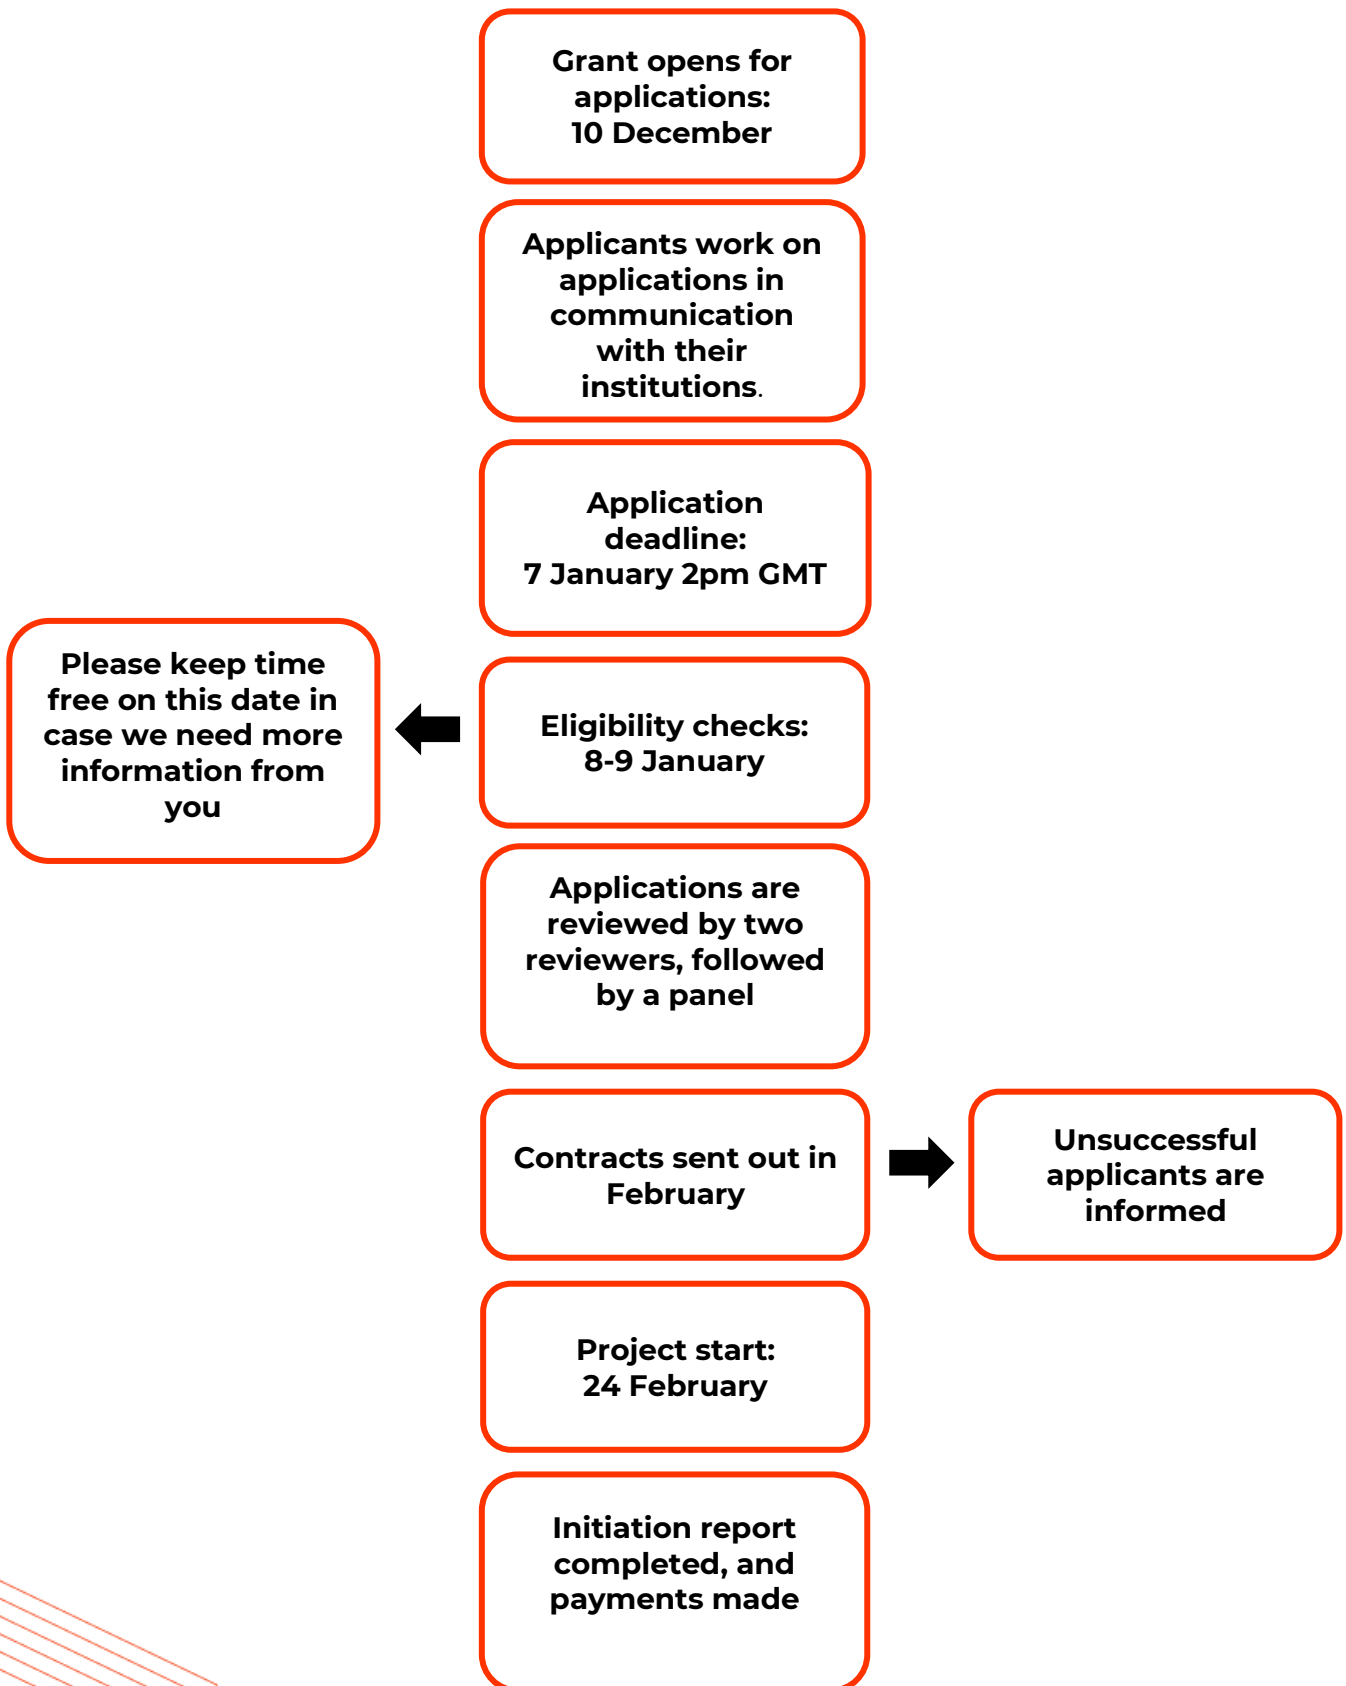 Grant opens for
applications:
10 December
Applicants work on
applications in
communication
with their
institutions.
Application
deadline:
7 January 2pm GMT
Please keep time
free on this date in
case we need more
information from
you
Eligibility checks:
8-9 January
Applications are
reviewed by two
reviewers, followed
by a panel
Contracts sent out in
February
Unsuccessful
applicants are
informed
Project start:
24 February
Initiation report
completed, and
payments made